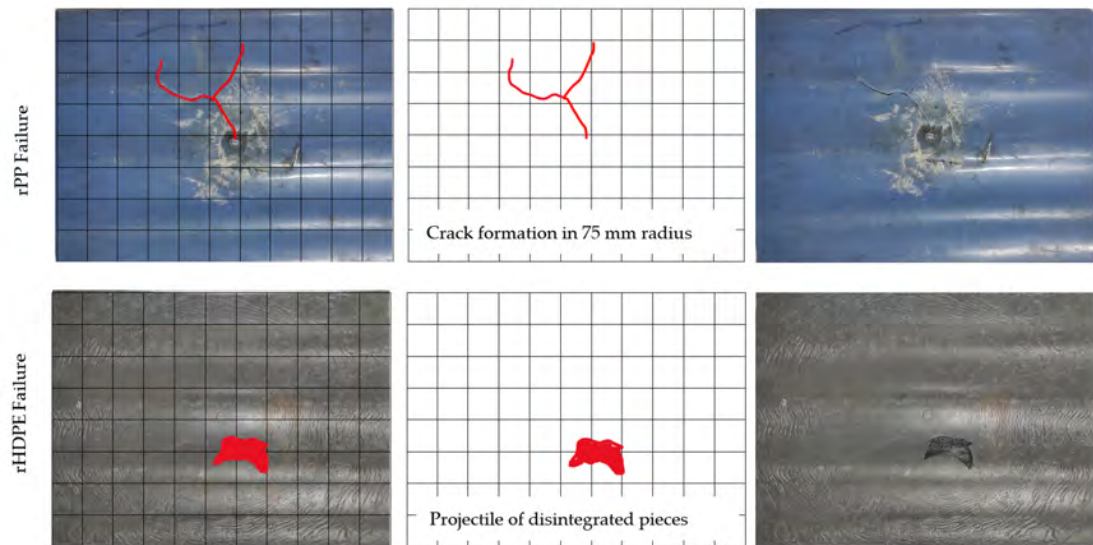 rPP Failure
Crack formation in 75 mm radius
rHDPE Failure
Projectile of disintegrated pieces